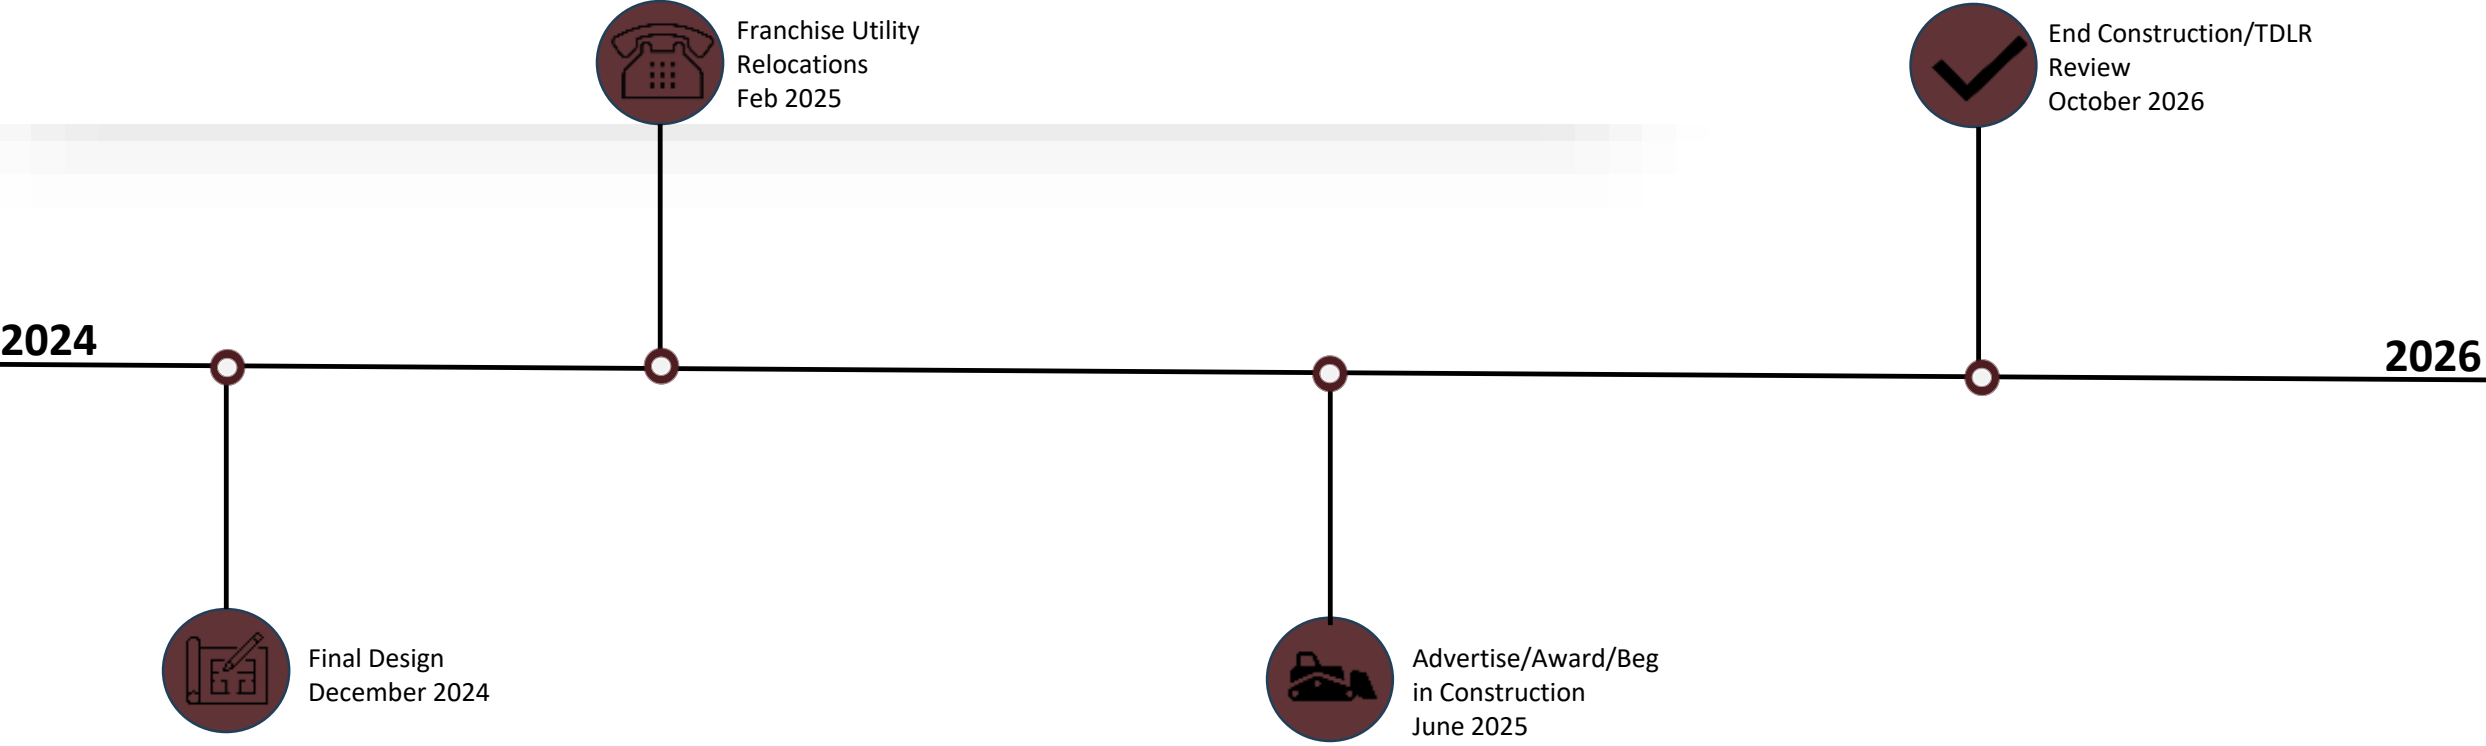 Franchise Utility
Relocations
Feb 2025
End Construction/TDLR
Review
October 2026
2024
2026
Final Design
December 2024
Advertise/Award/Beg
in Construction
June 2025